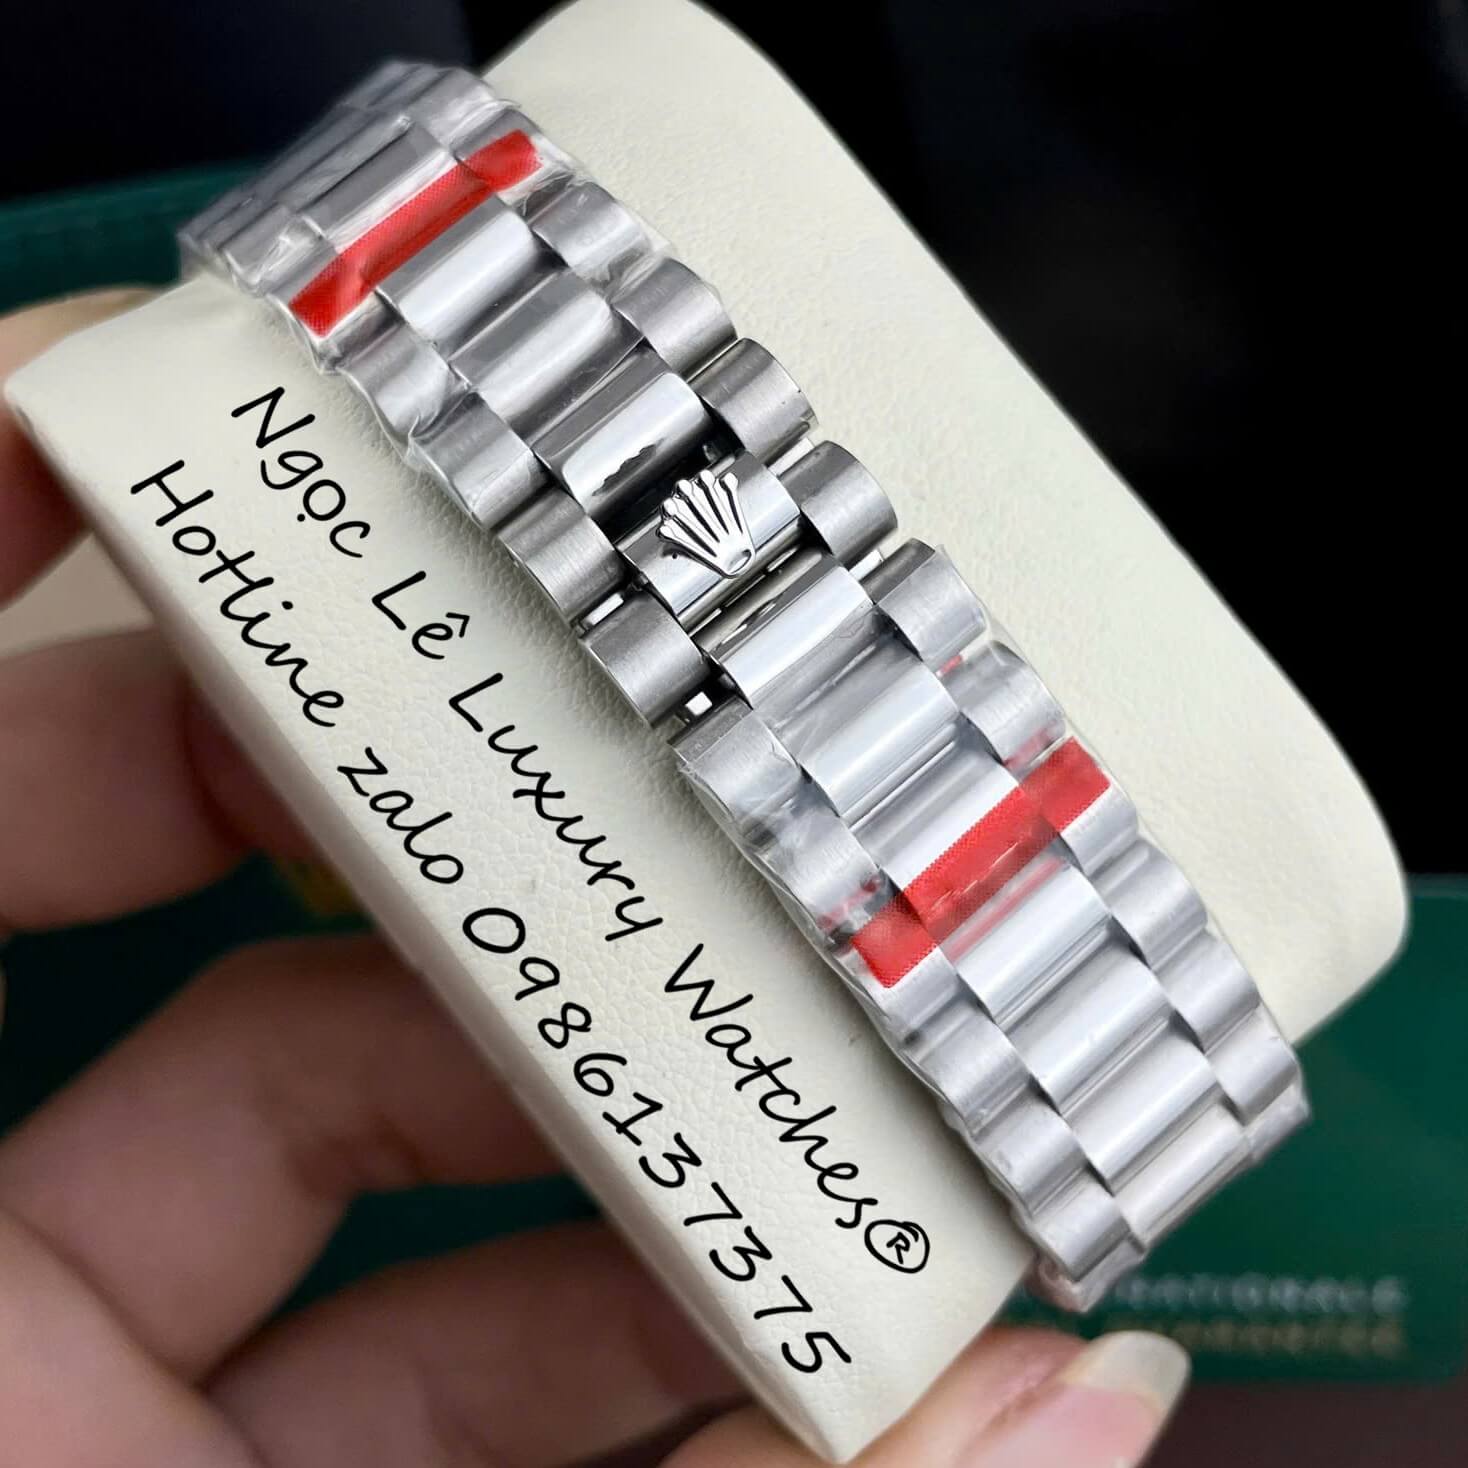 Ngọc Lê Luxury Watches®
Hotline zalo 0986137375